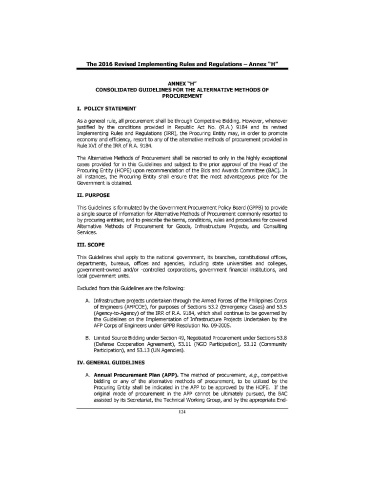 The 2016 Revised Implementing Rules and Regulations – Annex "H"
ANNEX "H"
CONSOLIDATED GUIDELINES FOR THE ALTERNATIVE METHODS OF
PROCUREMENT
I. POLICY STATEMENT
As a general rule, all procurement shall be through Competitive Bidding. However, whenever
justified by the conditions provided in Republic Act No. (R.A.) 9184 and its revised
Implementing Rules and Regulations (IRR), the Procuring Entity may, in order to promote
economy and efficiency, resort to any of the alternative methods of procurement provided in
Rule XVI of the IRR of R.A. 9184.
The Alternative Methods of Procurement shall be resorted to only in the highly exceptional
cases provided for in this Guidelines and subject to the prior approval of the Head of the
Procuring Entity (HOPE) upon recommendation of the Bids and Awards Committee (BAC). In
all instances, the Procuring Entity shall ensure that the most advantageous price for the
Government is obtained.
II. PURPOSE
This Guidelines is formulated by the Government Procurement Policy Board (GPPB) to provide
a single source of information for Alternative Methods of Procurement commonly resorted to
by procuring entities; and to prescribe the terms, conditions, rules and procedures for covered
Alternative Methods of Procurement for Goods, Infrastructure Projects, and Consulting
Services.
III. SCOPE
This Guidelines shall apply to the national government, its branches, constitutional offices,
departments, bureaus, offices and agencies, including state universities and colleges,
government-owned and/or -controlled corporations, government financial institutions, and
local government units.
Excluded from this Guidelines are the following:
A. Infrastructure projects undertaken through the Armed Forces of the Philippines Corps
of Engineers (AFPCOE), for purposes of Sections 53.2 (Emergency Cases) and 53.5
(Agency-to-Agency) of the IRR of R.A. 9184, which shall continue to be governed by
the Guidelines on the Implementation of Infrastructure Projects Undertaken by the
AFP Corps of Engineers under GPPB Resolution No. 09-2005.
B. Limited Source Bidding under Section 49, Negotiated Procurement under Sections 53.8
(Defense Cooperation Agreement), 53.11 (NGO Participation), 53.12 (Community
Participation), and 53.13 (UN Agencies).
IV. GENERAL GUIDELINES
A. Annual Procurement Plan (APP). The method of procurement, e.g., competitive
bidding or any of the alternative methods of procurement, to be utilized by the
Procuring Entity shall be indicated in the APP to be approved by the HOPE. If the
original mode of procurement in the APP cannot be ultimately pursued, the BAC
assisted by its Secretariat, the Technical Working Group, and by the appropriate End-
124